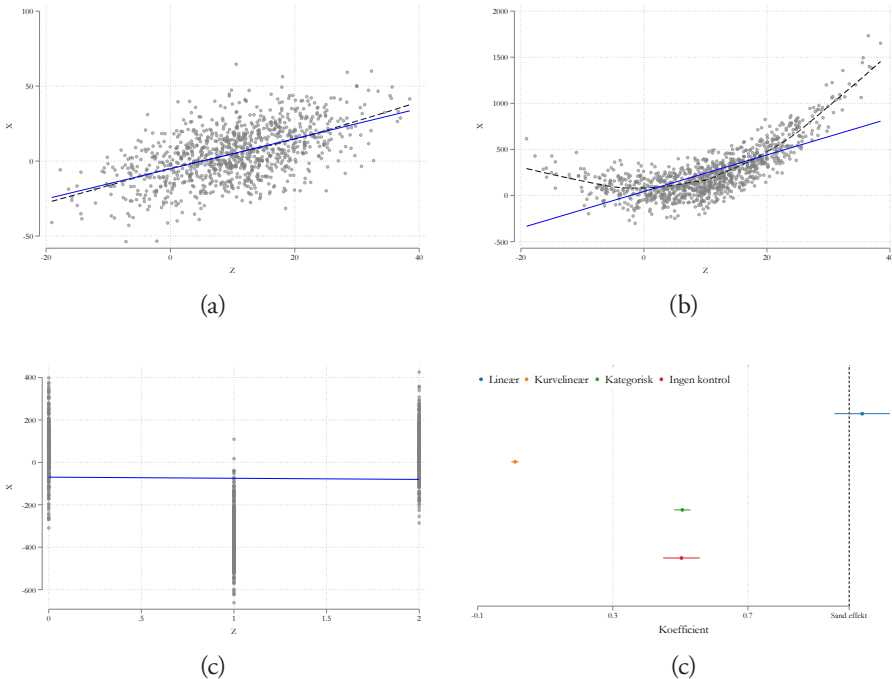 100
50
0
-50
X
-20
0
20
40
Z
(a)
2000
1500
1000
500
0
-500
X
-20
0
20
40
Z
(b)
400
200
0
-200
-400
-600
X
0
.5
1
1.5
2
Z
(c)
Lineær Kurvelineær Kategorisk Ingen kontrol
-0.1
0.3
0.7
Sand effekt
Koefficient
(c)